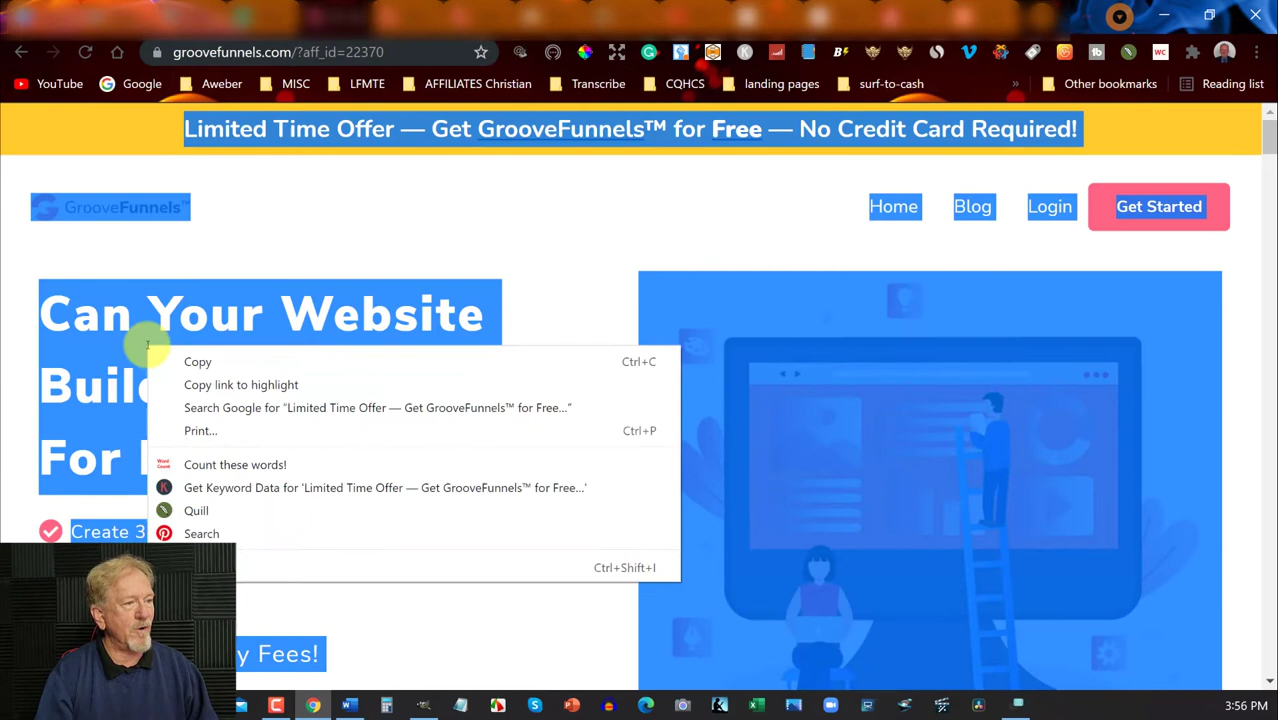 groovefunnels.com/?aff_id=22370
YouTube Google Aweber MISC LFMTE AFFILIATES Christian Transcribe CQHCS landing pages surf-to-cash » Other bookmarks Reading list
Limited Time Offer — Get GrooveFunnels™ for Free — No Credit Card Required!
GrooveFunnels™ Home Blog Login Get Started
Can Your Website
Copy Ctrl+C
Copy link to highlight
Search Google for “Limited Time Offer — Get GrooveFunnels™ for Free...”
Print... Ctrl+P
Count these words!
Get Keyword Data for 'Limited Time Offer — Get GrooveFunnels™ for Free...'
Quill
Search
Ctrl+Shift+I
For
Create 3
y Fees!
3:56 PM